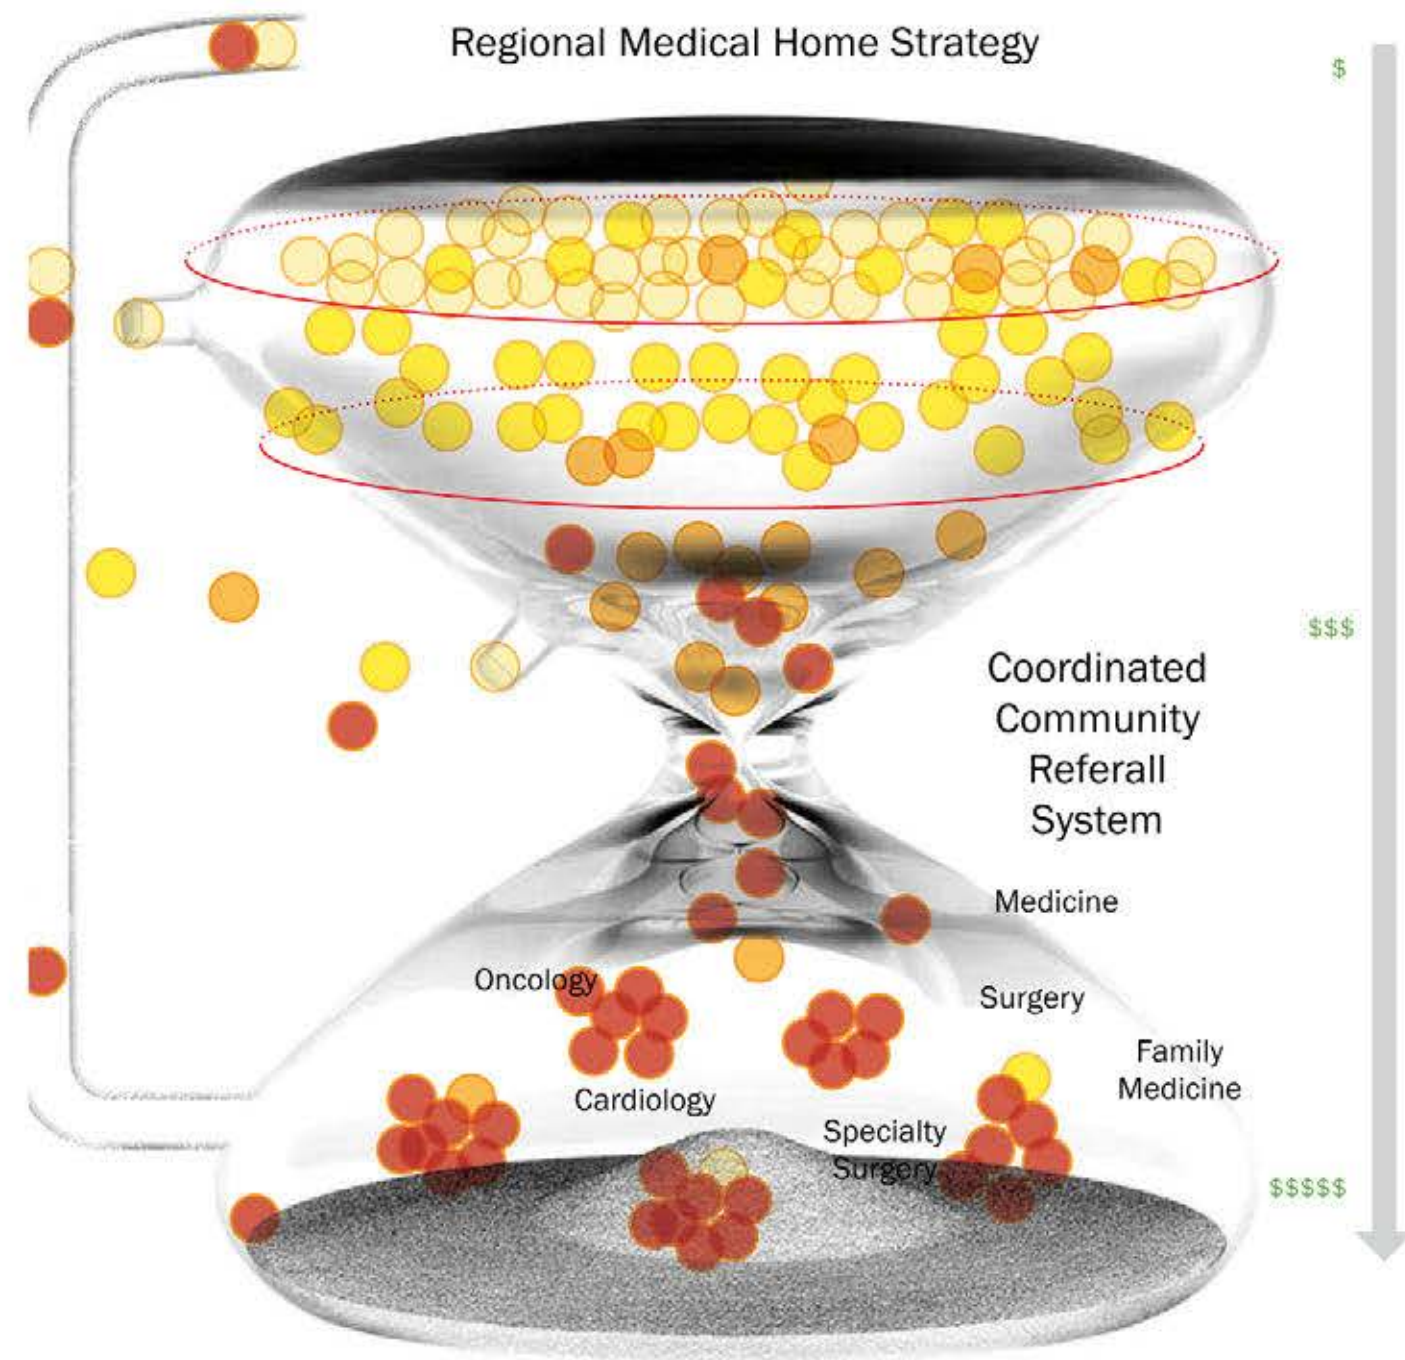 Regional Medical Home Strategy
$
$$$
Coordinated
Community
Referall
System
Medicine
Oncology
Surgery
Family
Medicine
Cardiology
Specialty
Surgery
$$$$$